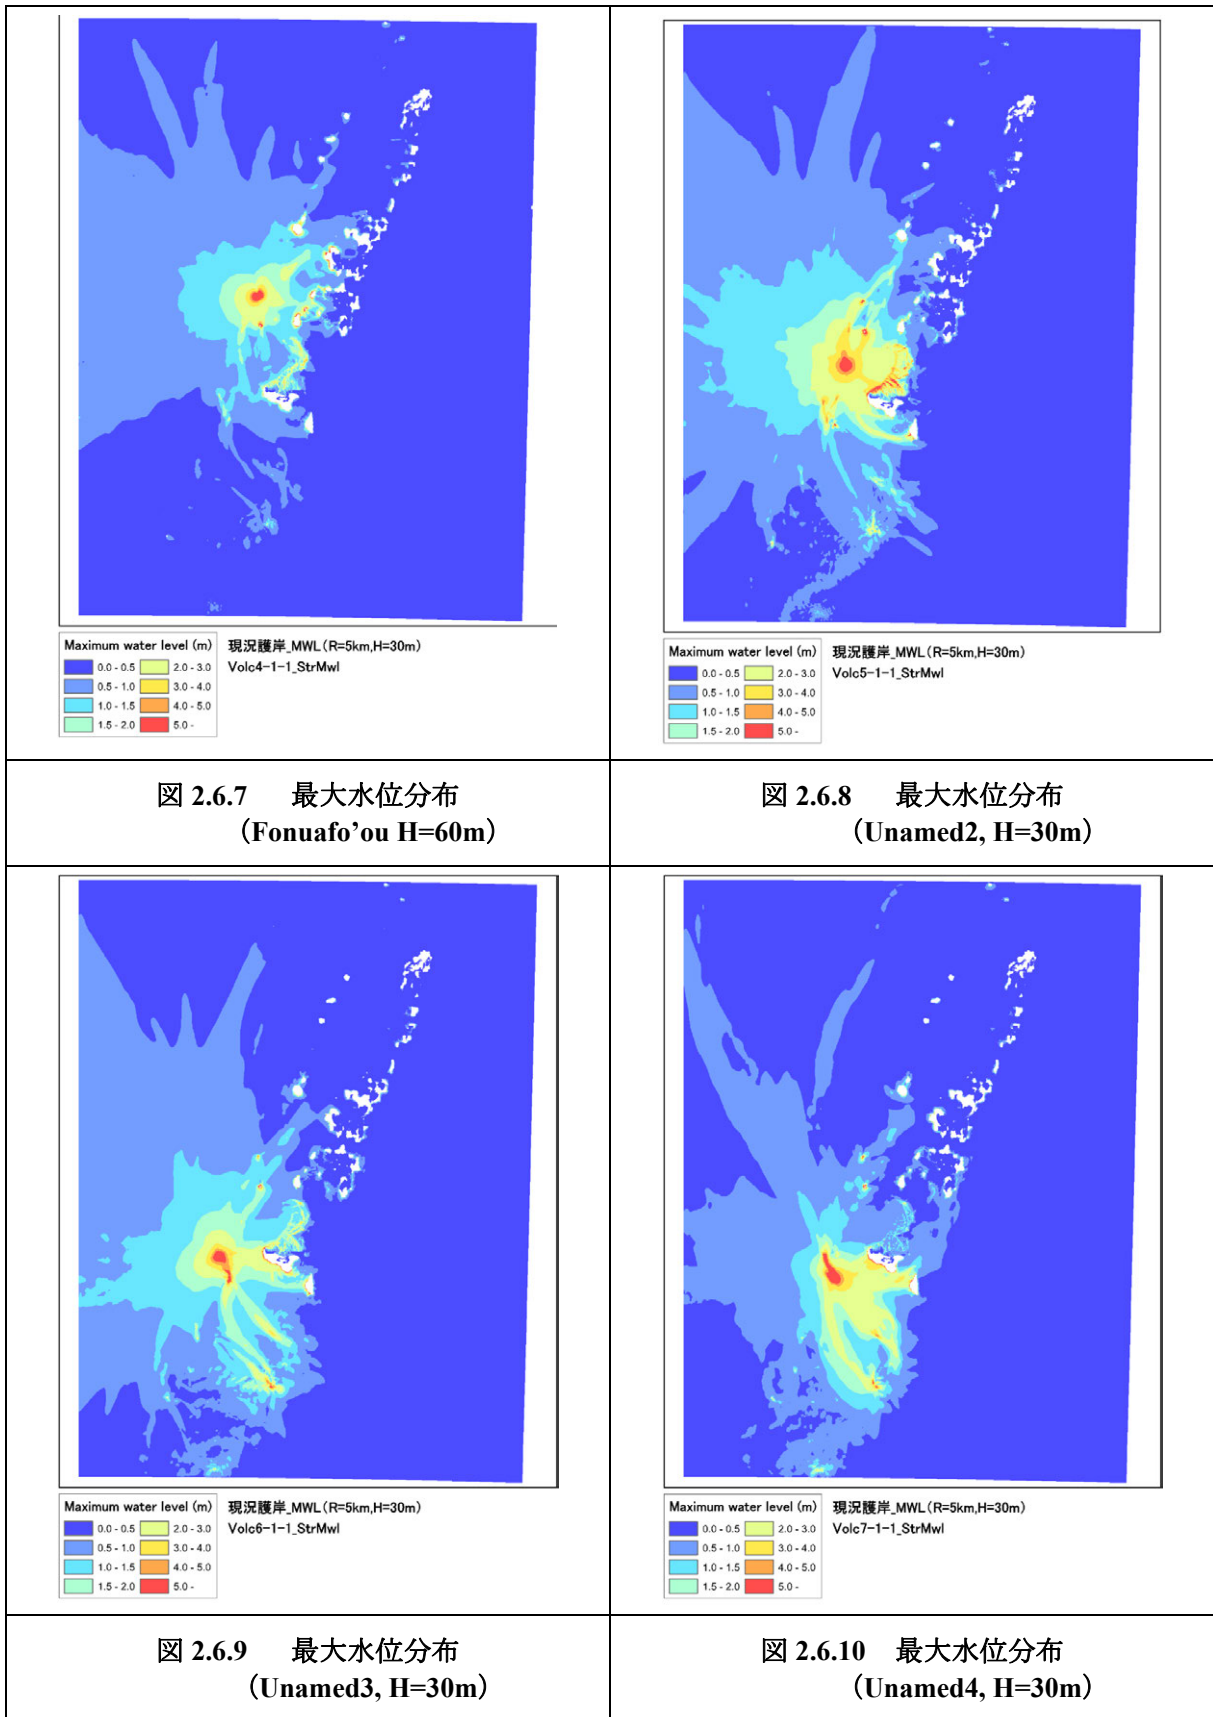 Maximum water level (m)
現況護岸_MWL(R=5km,H=30m)
0.0 - 0.5 2.0 - 3.0
Volc4-1-1_StrMwl
0.5 - 1.0 3.0 - 4.0
1.0 - 1.5 4.0 - 5.0
1.5 - 2.0 5.0 -
図 2.6.7 最大水位分布
(Fonuafo’ou H=60m)
Maximum water level (m)
現況護岸_MWL(R=5km,H=30m)
0.0 - 0.5 2.0 - 3.0
Volc5-1-1_StrMwl
0.5 - 1.0 3.0 - 4.0
1.0 - 1.5 4.0 - 5.0
1.5 - 2.0 5.0 -
図 2.6.8 最大水位分布
(Unamed2, H=30m)
Maximum water level (m)
現況護岸_MWL(R=5km,H=30m)
0.0 - 0.5 2.0 - 3.0
Volc6-1-1_StrMwl
0.5 - 1.0 3.0 - 4.0
1.0 - 1.5 4.0 - 5.0
1.5 - 2.0 5.0 -
図 2.6.9 最大水位分布
(Unamed3, H=30m)
Maximum water level (m)
現況護岸_MWL(R=5km,H=30m)
0.0 - 0.5 2.0 - 3.0
Volc7-1-1_StrMwl
0.5 - 1.0 3.0 - 4.0
1.0 - 1.5 4.0 - 5.0
1.5 - 2.0 5.0 -
図 2.6.10 最大水位分布
(Unamed4, H=30m)